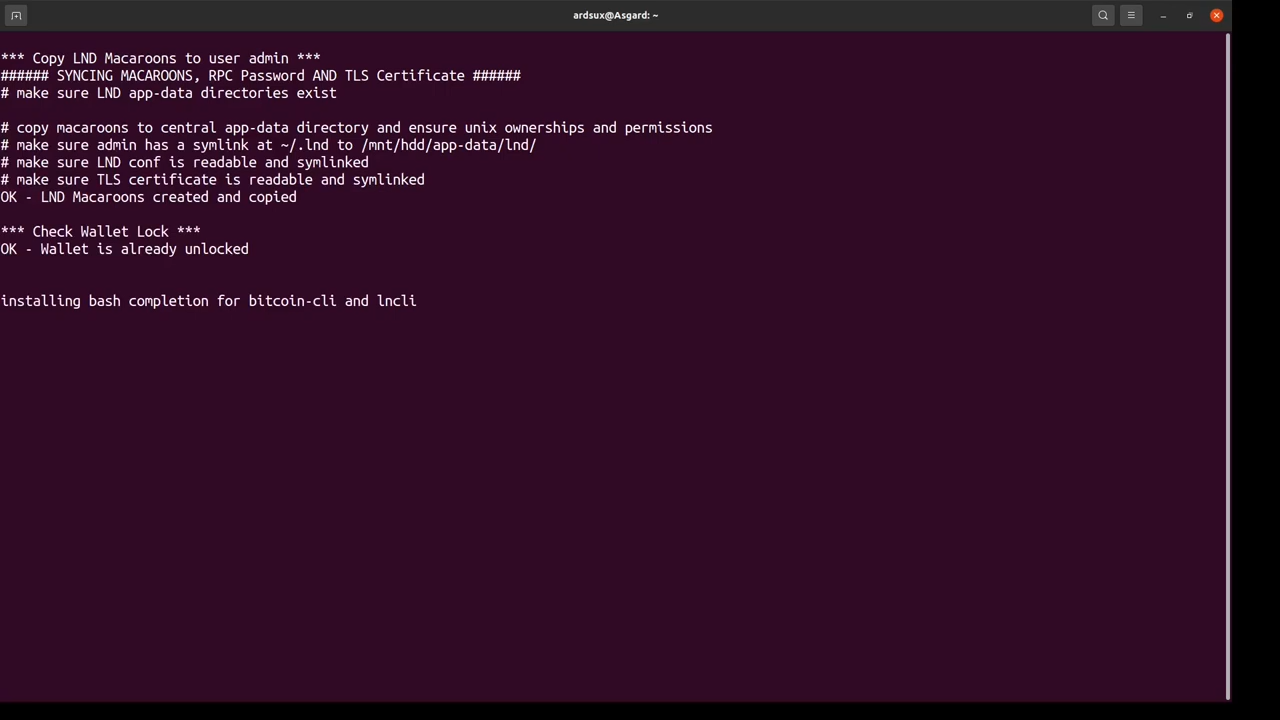 ardsux@Asgard: ~
*** Copy LND Macaroons to user admin ***
###### SYNCING MACAROONS, RPC Password AND TLS Certificate ######
# make sure LND app-data directories exist
# copy macaroons to central app-data directory and ensure unix ownerships and permissions
# make sure admin has a symlink at ~/.lnd to /mnt/hdd/app-data/lnd/
# make sure LND conf is readable and symlinked
# make sure TLS certificate is readable and symlinked
OK - LND Macaroons created and copied
*** Check Wallet Lock ***
OK - Wallet is already unlocked
installing bash completion for bitcoin-cli and lncli